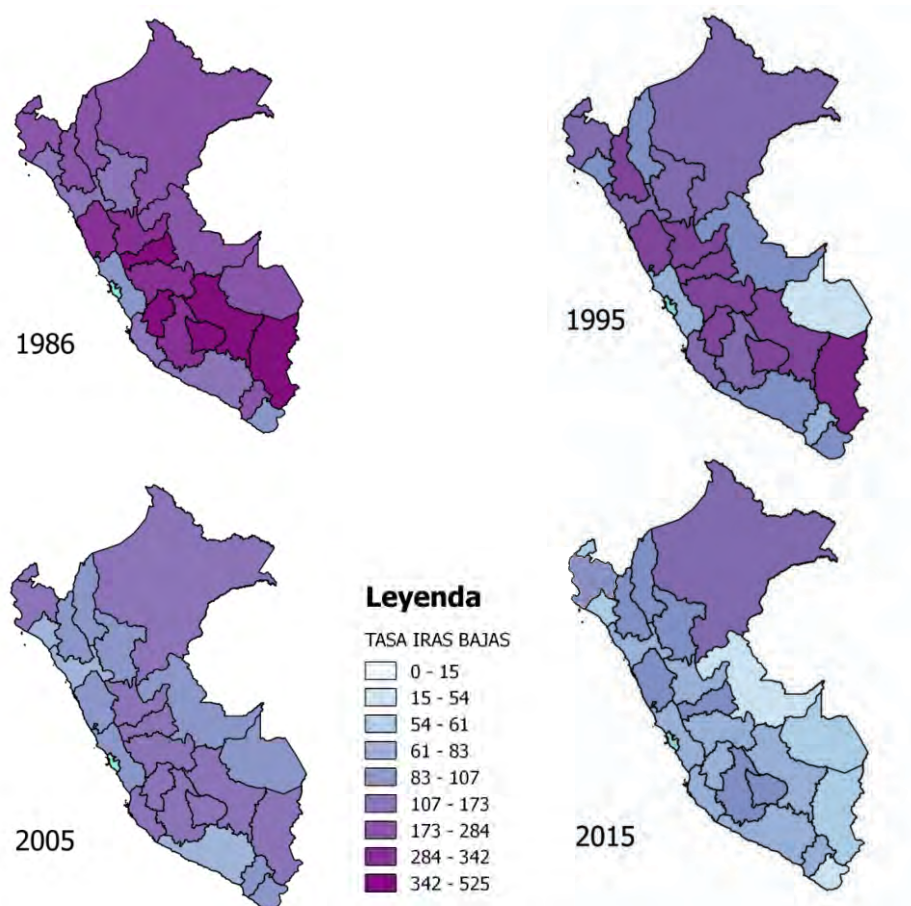 1986
1995
2005
Leyenda
TASA IRAS BAJAS
0 - 15
15 - 54
54 - 61
61 - 83
83 - 107
107 - 173
173 - 284
284 - 342
342 - 525
2015